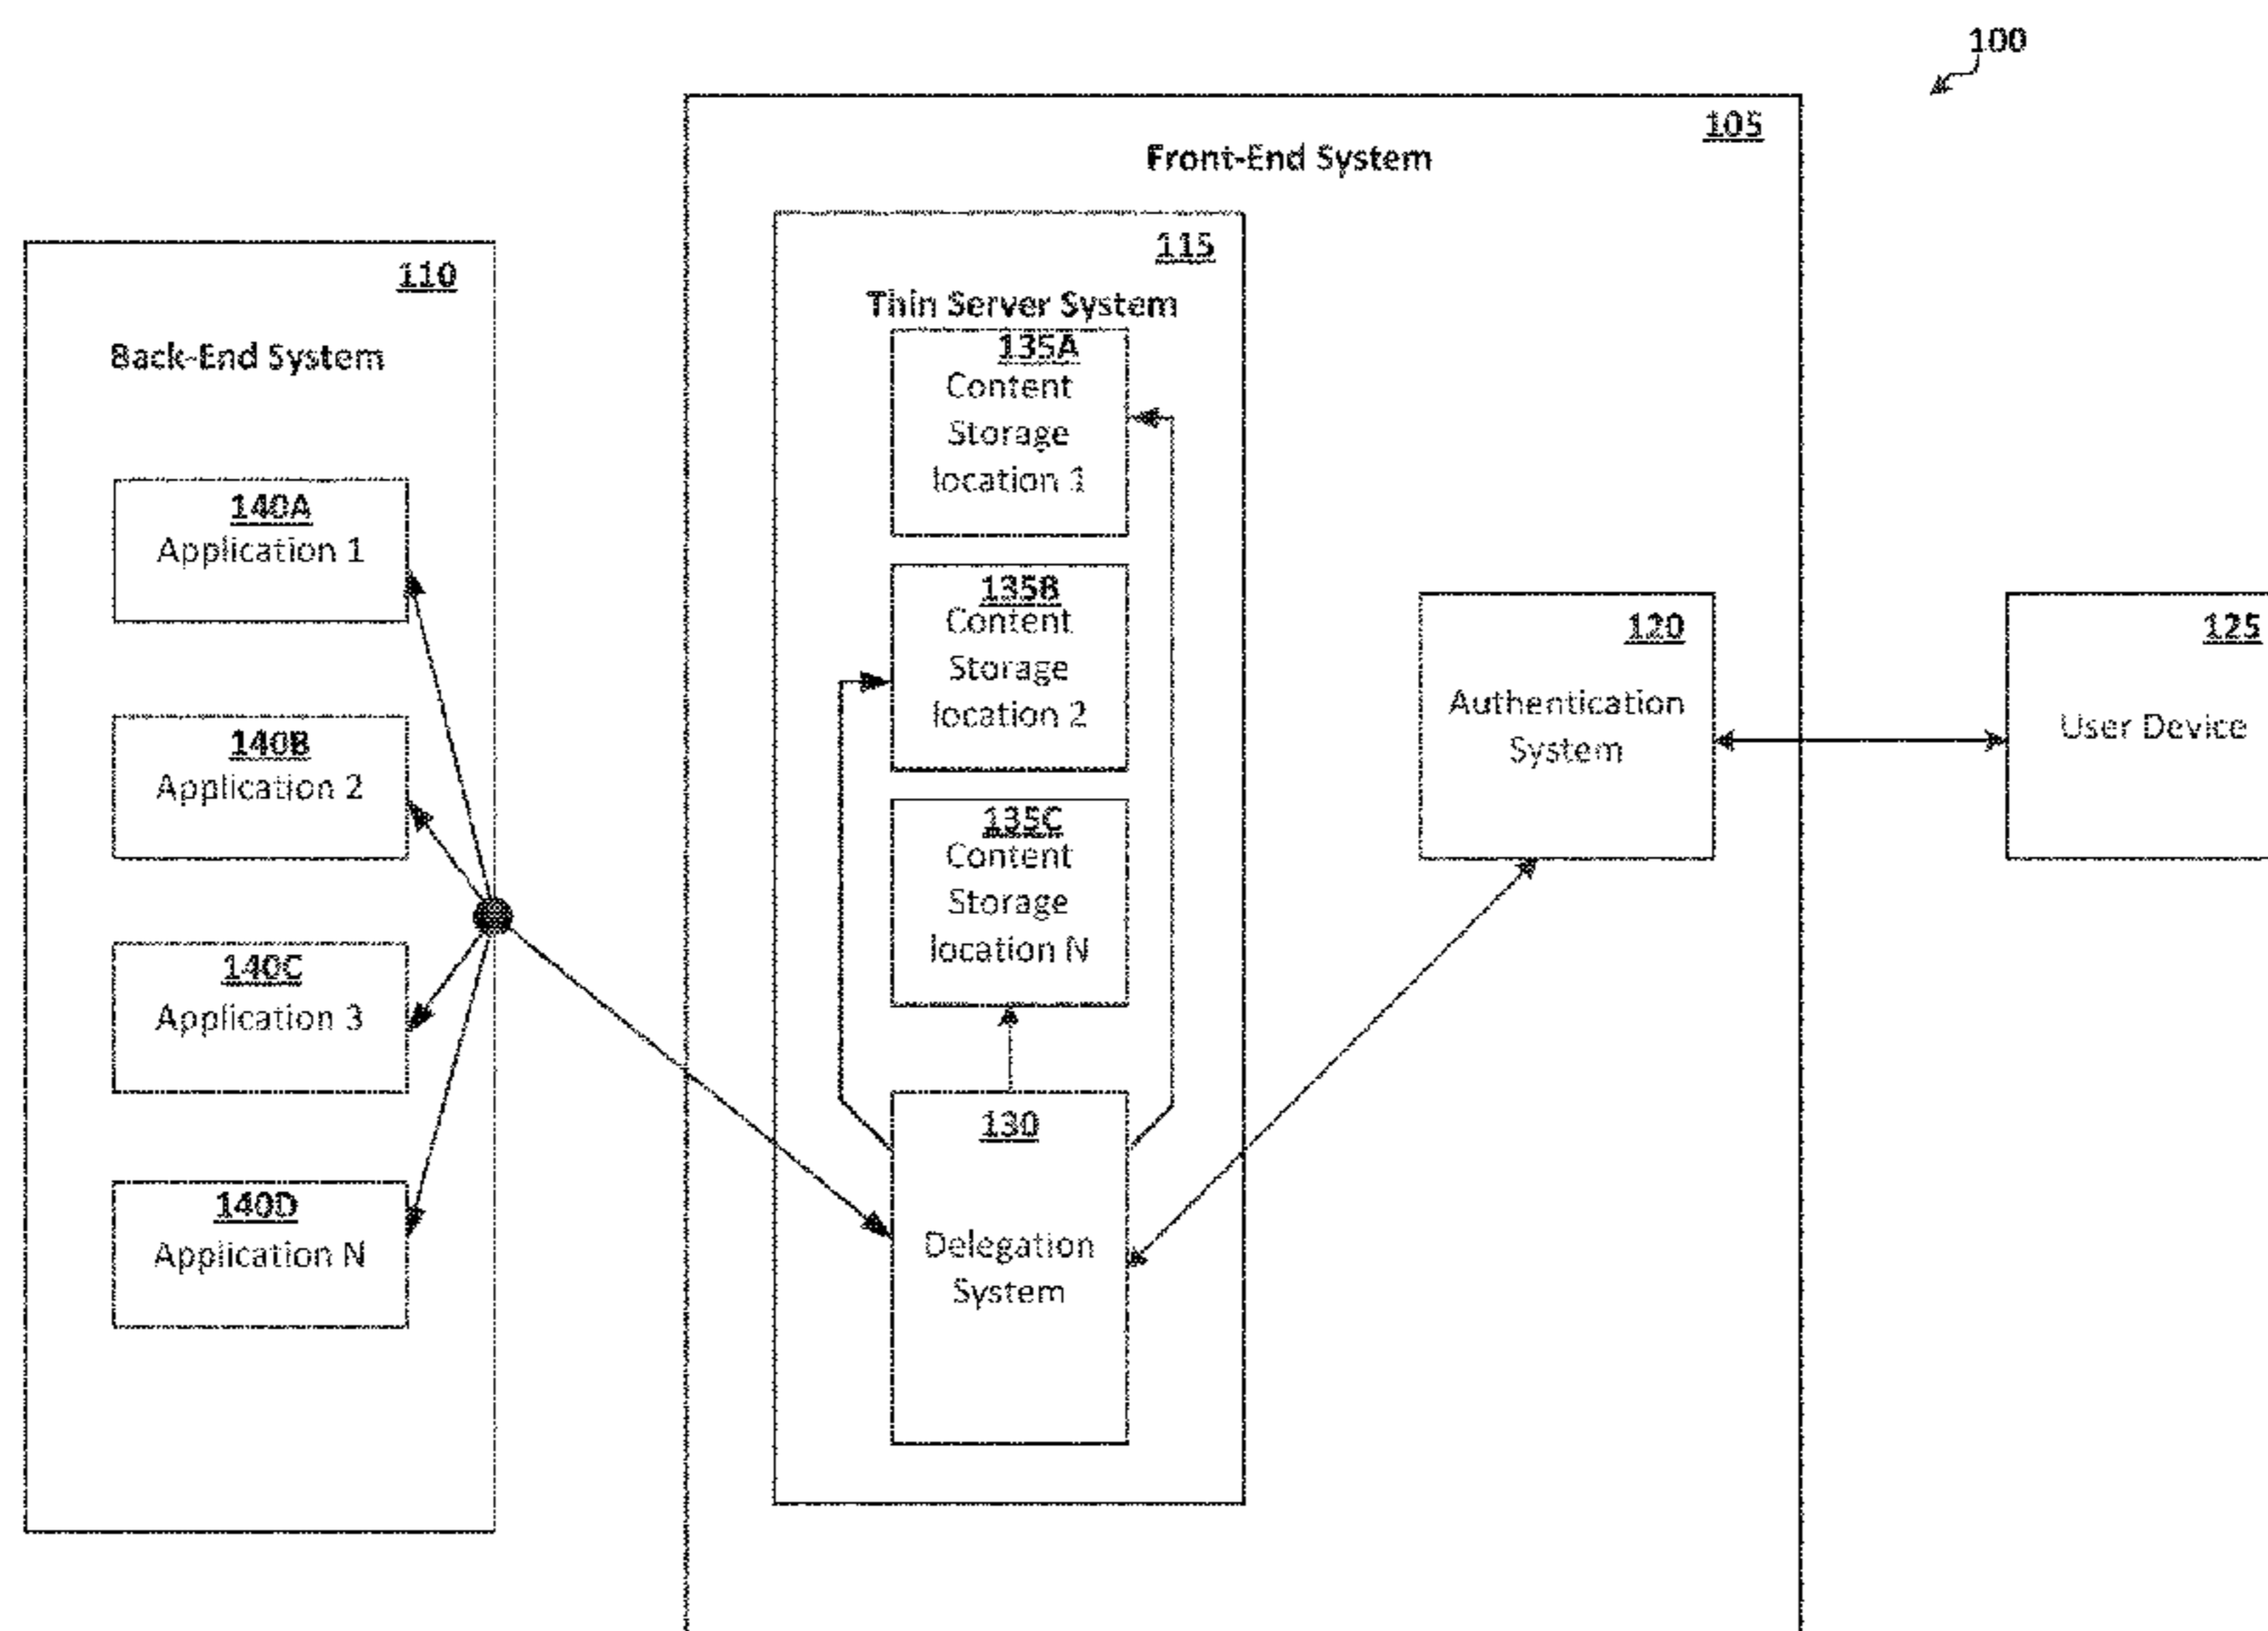 100
105
Front-End System
110
Back-End System
140A
Application 1
140B
Application 2
140C
Application 3
140D
Application N
115
Thin Server System
135A
Content
Storage
location 1
135B
Content
Storage
location 2
135C
Content
Storage
location N
130
Delegation
System
120
Authentication
System
125
User Device